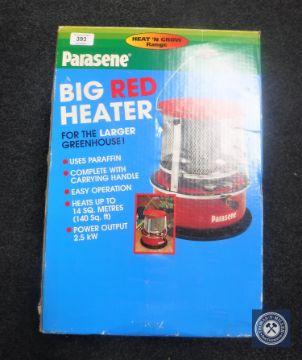 393
HEAT 'N GROW
Range
Parasene®
BIG RED
HEATER
FOR THE LARGER
GREENHOUSE!
USES PARAFFIN
COMPLETE WITH
CARRYING HANDLE
EASY OPERATION
HEATS UP TO
14 SQ. METRES
(140 Sq. ft)
POWER OUTPUT
2.5 kW
Parasene